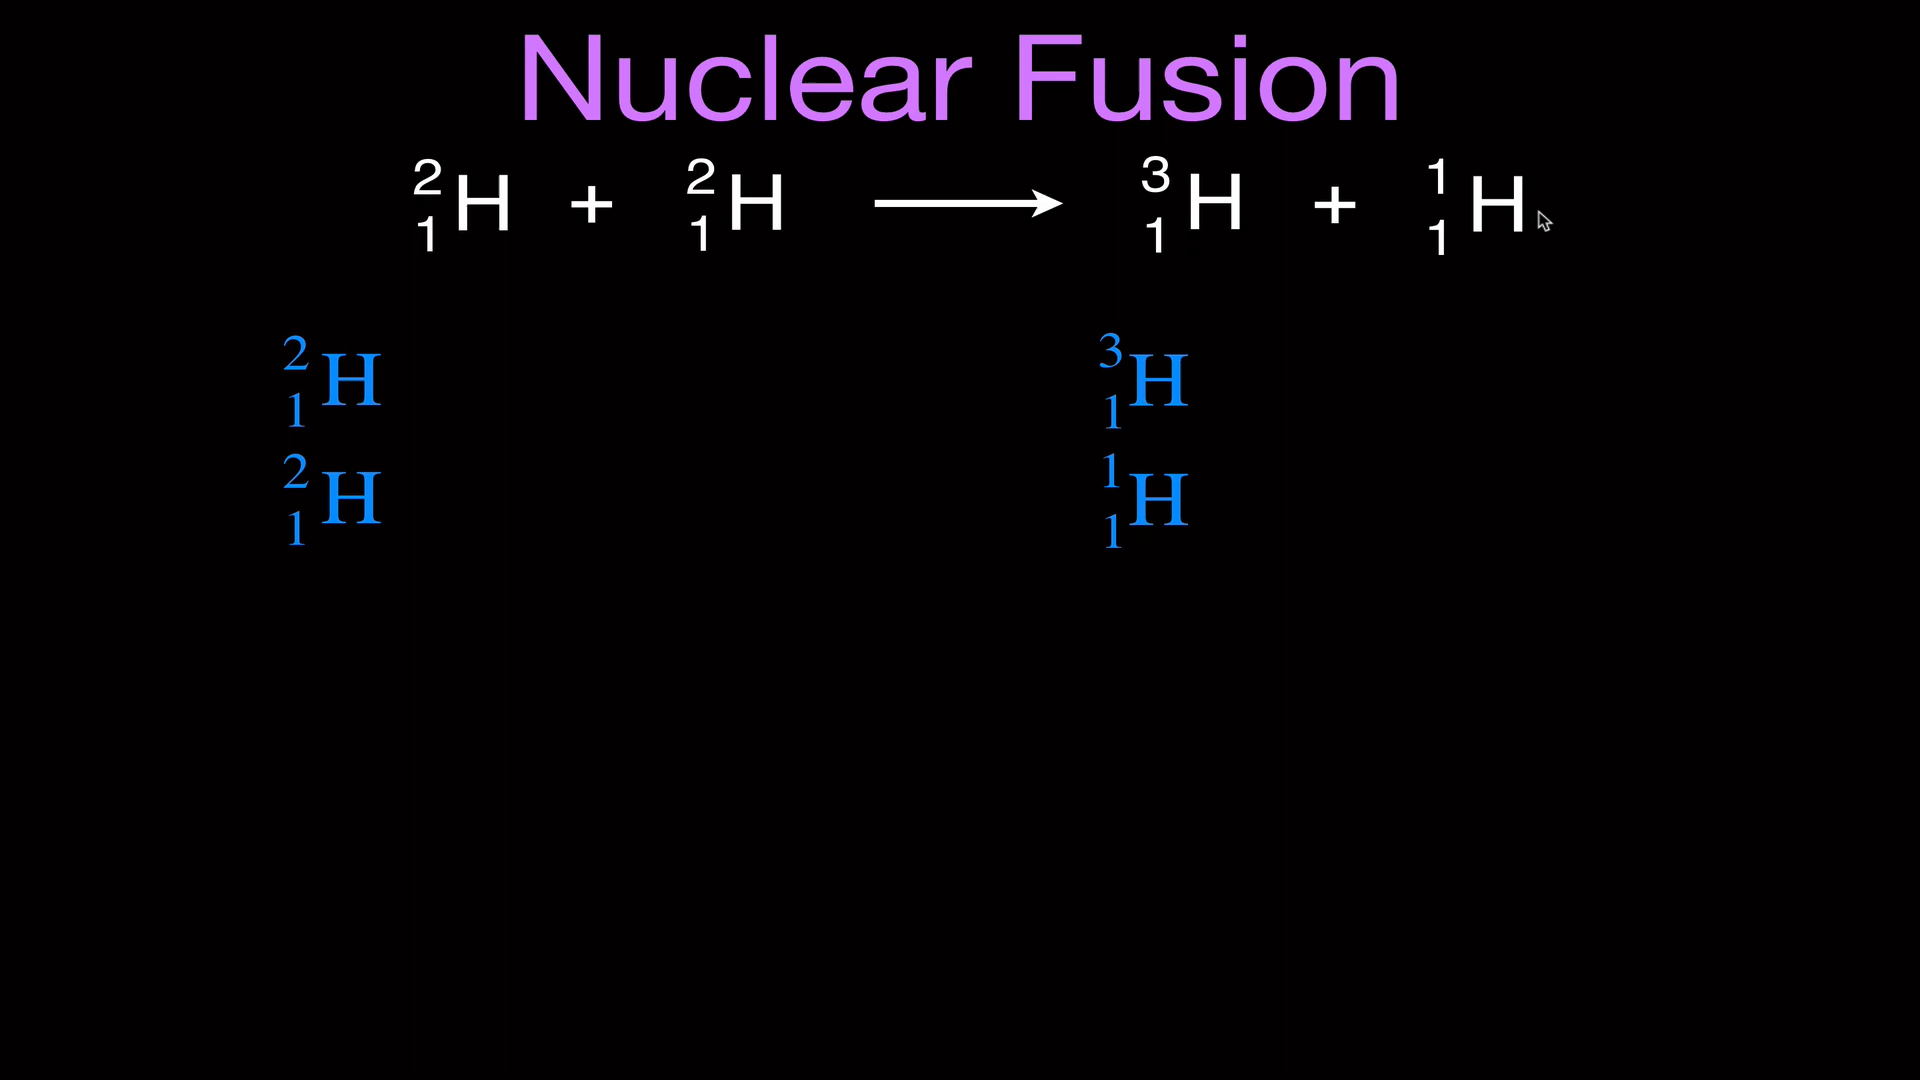 Nuclear Fusion
²₁H + ²₁H ⟶ ³₁H + ¹₁H
²₁H ³₁H
²₁H ¹₁H